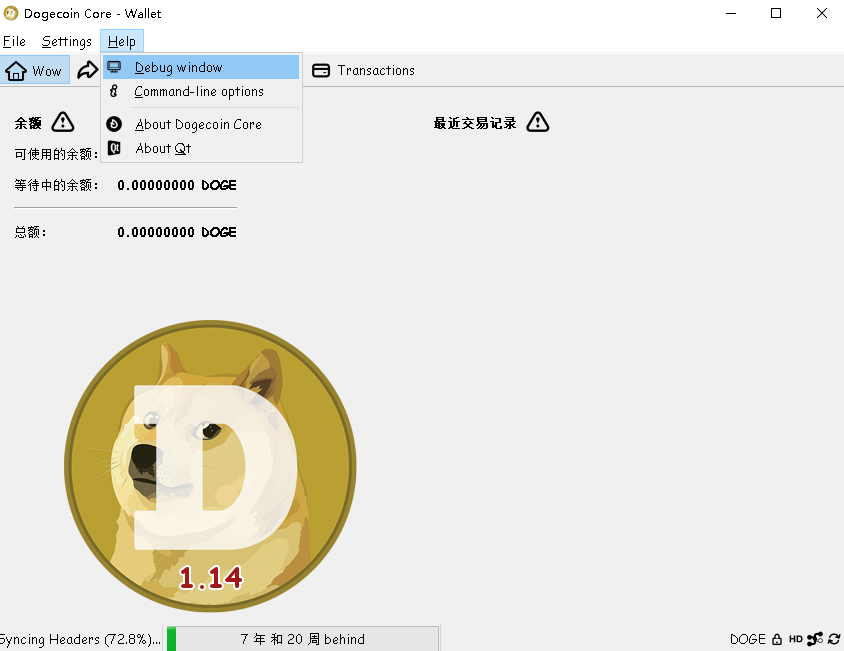 Dogecoin Core - Wallet
File Settings Help
Wow
Transactions
Debug window
Command-line options
About Dogecoin Core
About Qt
余额
最近交易记录
可使用的余额:
等待中的余额: 0.00000000 DOGE
总额: 0.00000000 DOGE
D
1.14
Syncing Headers (72.8%)...
7 年 和 20 周 behind
DOGE HD